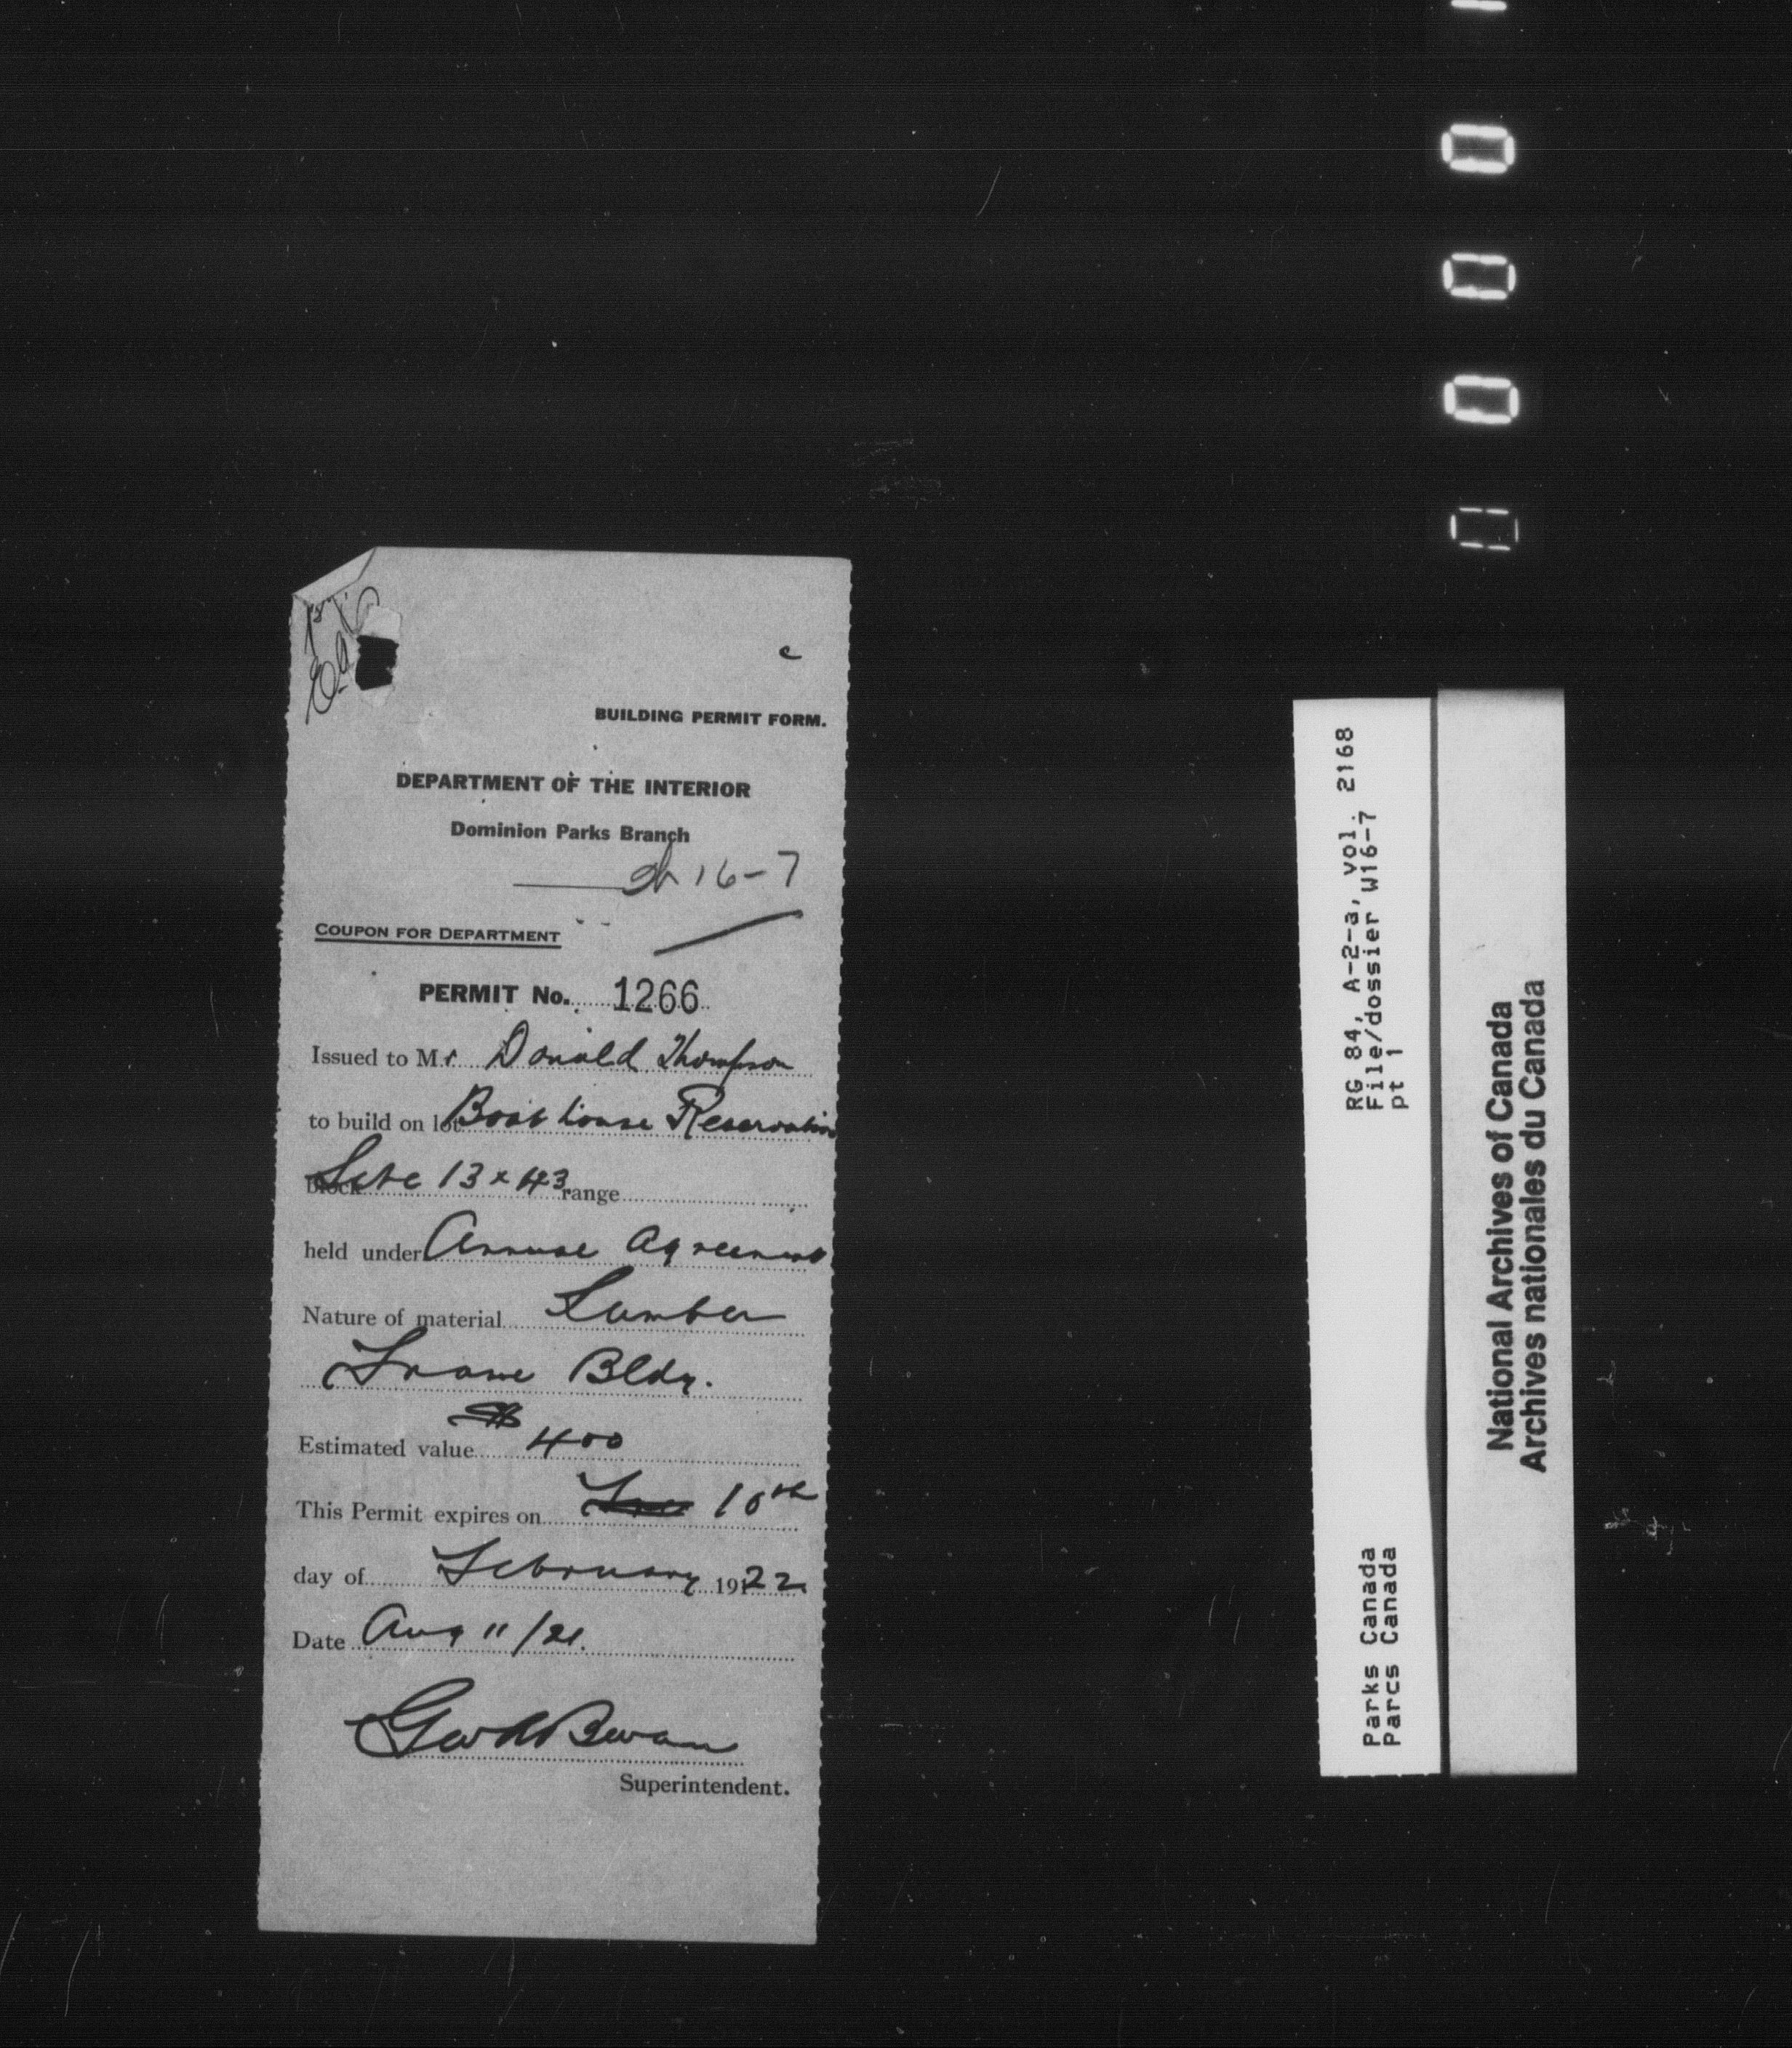 BUILDING PERMIT FORM.
DEPARTMENT OF THE INTERIOR
Dominion Parks Branch
16-7
COUPON FOR DEPARTMENT
PERMIT No. 1266
Issued to Mr Donald Thompson
to build on lot Boat house Reservation
block Site 13 x 43 range
held under Annual Agreement
Nature of material Lumber
Frame Bldg.
Estimated value $400
This Permit expires on 10th
day of February 1922
Date Aug 11/21.
Superintendent.
RG 84, A-2-a, vol. 2168
File/dossier W16-7
pt 1
Parks Canada
Parcs Canada
National Archives of Canada
Archives nationales du Canada